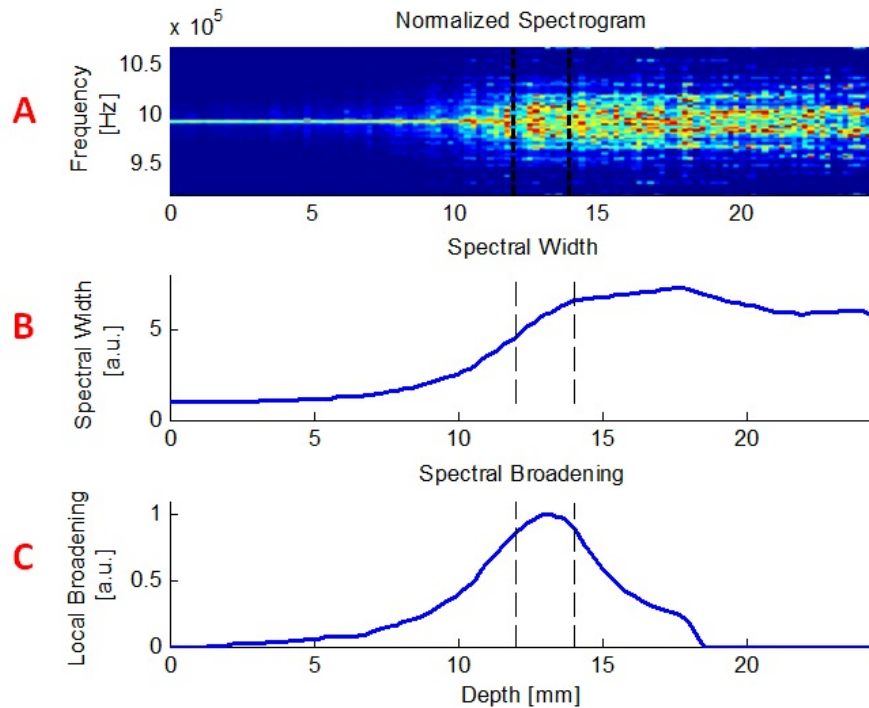 x 10⁵ Normalized Spectrogram
A
Frequency
[Hz]
10.5
10
9.5
0 5 10 15 20
Spectral Width
B
Spectral Width
[a.u.]
5
0
0 5 10 15 20
Spectral Broadening
C
Local Broadening
[a.u.]
1
0.5
0
0 5 10 15 20
Depth [mm]